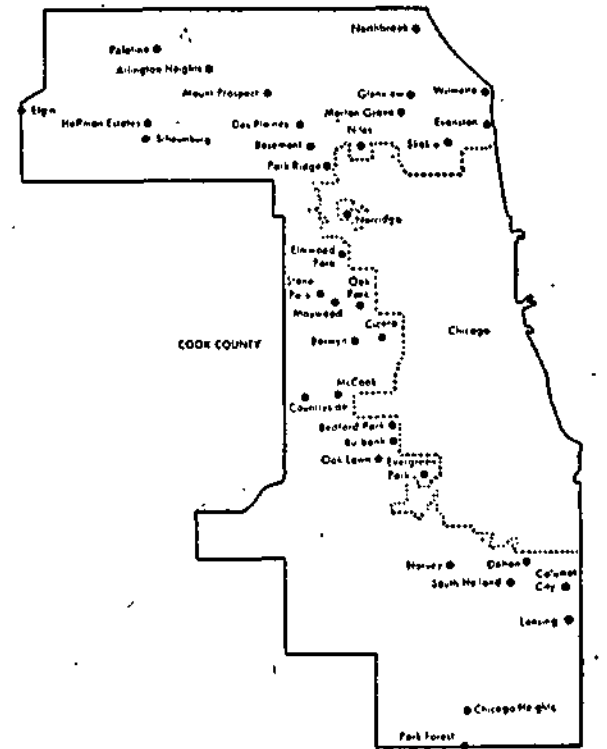 Northbrook
Palatine
Arlington Heights
Mount Prospect
Glenview
Wilmette
Elgin
Morton Grove
Hoffman Estates
Des Plaines
Evanston
Niles
Schaumburg
Rosemont
Skokie
Park Ridge
Norridge
Elmwood
Park
Stone
Park
Oak
Park
Maywood
Cicero
Chicago
COOK COUNTY
Berwyn
McCook
Countryside
Bedford Park
Burbank
Oak Lawn
Evergreen
Park
Harvey
Dolton
Calumet
City
South Holland
Lansing
Chicago Heights
Park Forest